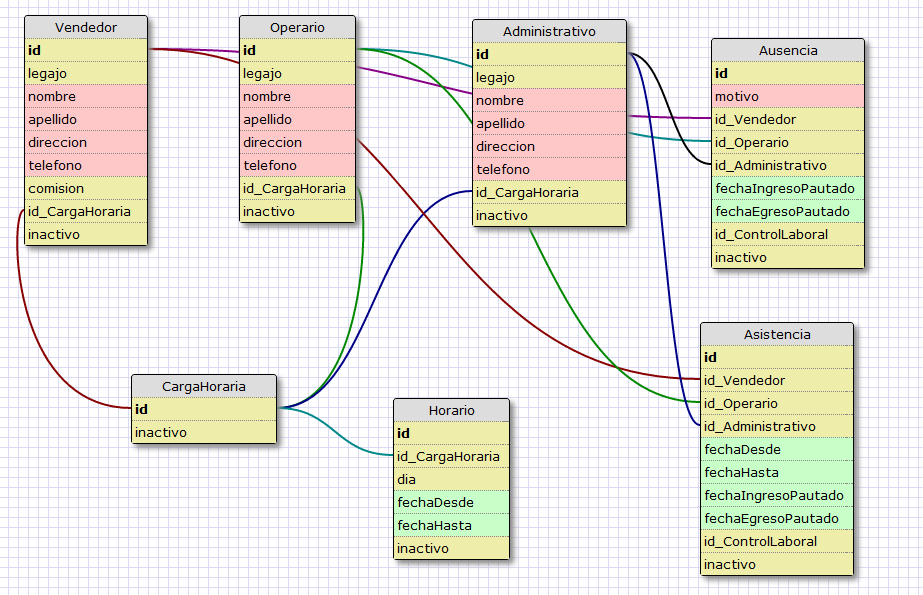 Vendedor
id
legajo
nombre
apellido
direccion
telefono
comision
id_CargaHoraria
inactivo
Operario
id
legajo
nombre
apellido
direccion
telefono
id_CargaHoraria
inactivo
Administrativo
id
legajo
nombre
apellido
direccion
telefono
id_CargaHoraria
inactivo
Ausencia
id
motivo
id_Vendedor
id_Operario
id_Administrativo
fechaIngresoPautado
fechaEgresoPautado
id_ControlLaboral
inactivo
CargaHoraria
id
inactivo
Horario
id
id_CargaHoraria
dia
fechaDesde
fechaHasta
inactivo
Asistencia
id
id_Vendedor
id_Operario
id_Administrativo
fechaDesde
fechaHasta
fechaIngresoPautado
fechaEgresoPautado
id_ControlLaboral
inactivo